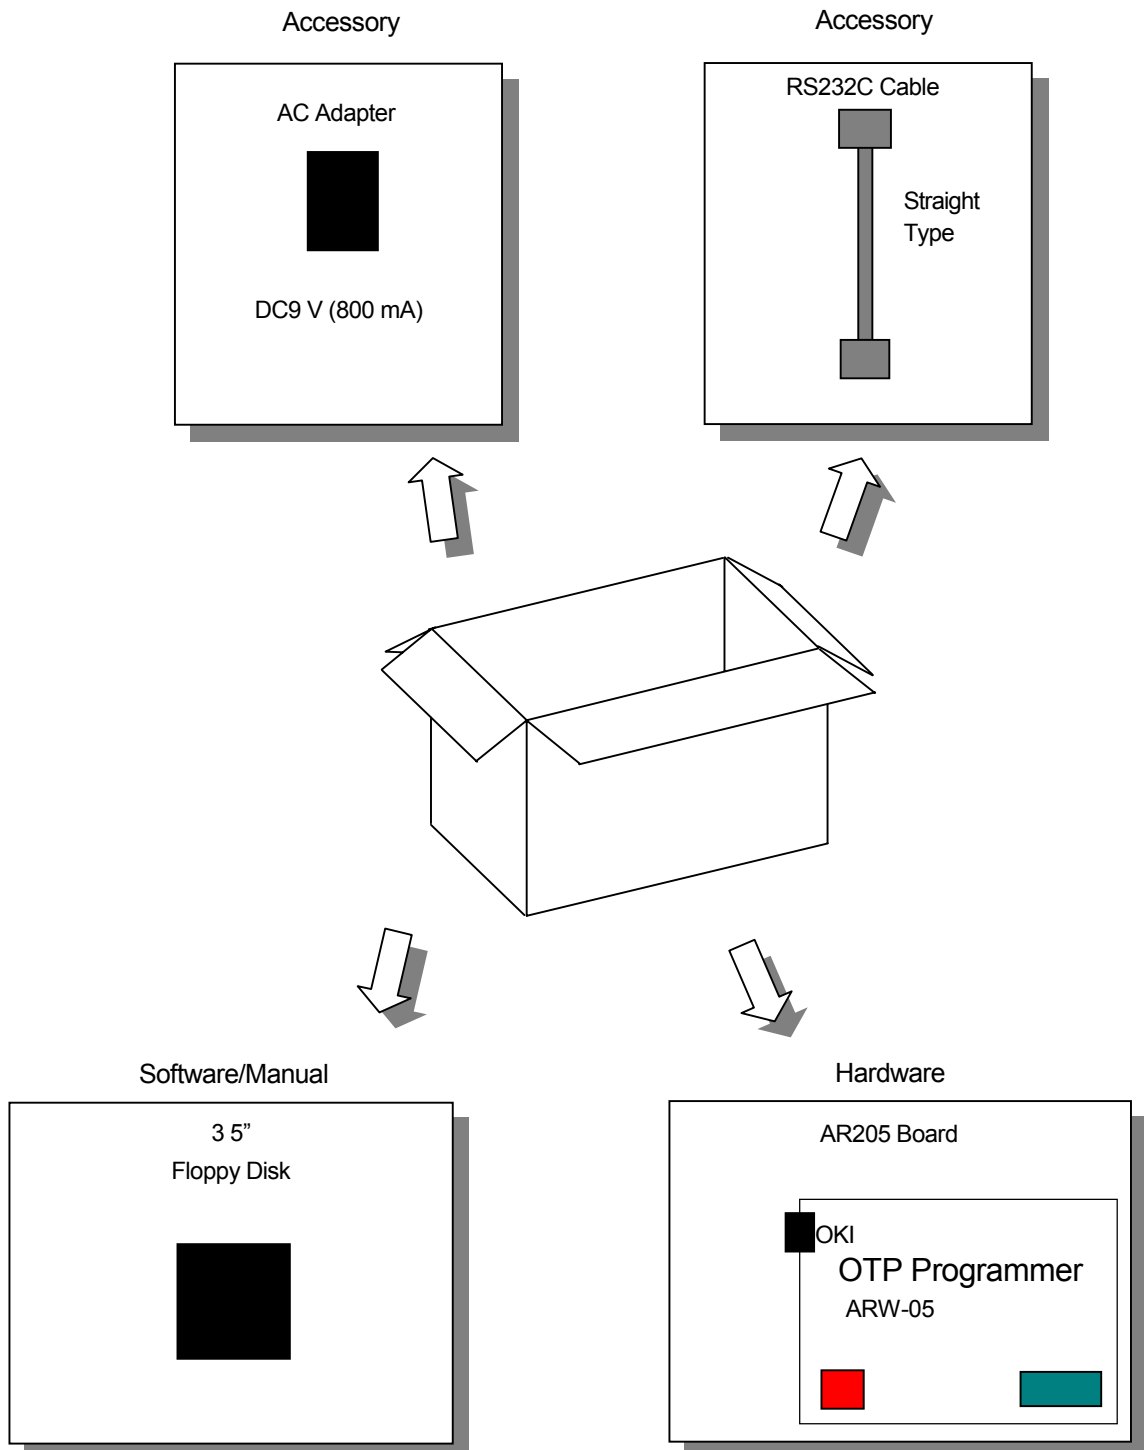 Accessory
AC Adapter
DC9 V (800 mA)
Accessory
RS232C Cable
Straight
Type
Software/Manual
3 5”
Floppy Disk
Hardware
AR205 Board
OKI
OTP Programmer
ARW-05